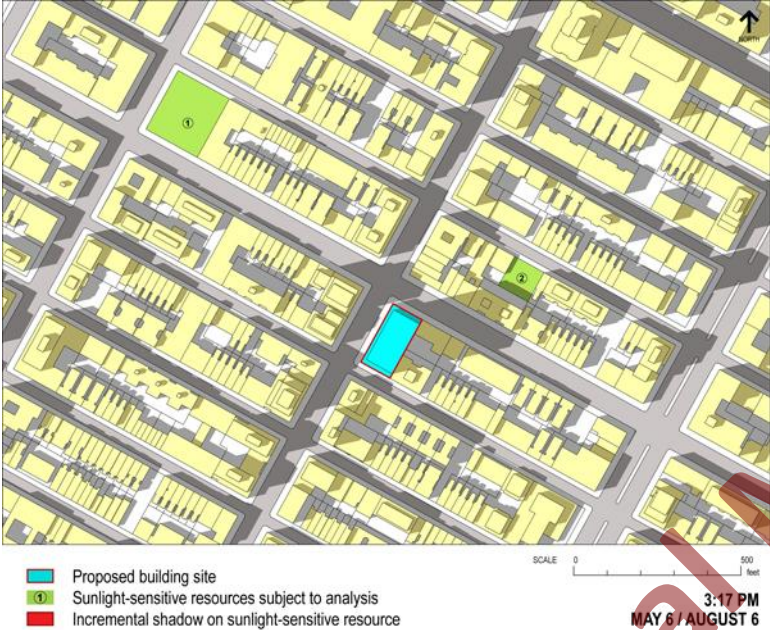 NORTH
①
②
Proposed building site
① Sunlight-sensitive resources subject to analysis
Incremental shadow on sunlight-sensitive resource
SCALE 0 500
feet
3:17 PM
MAY 6 / AUGUST 6